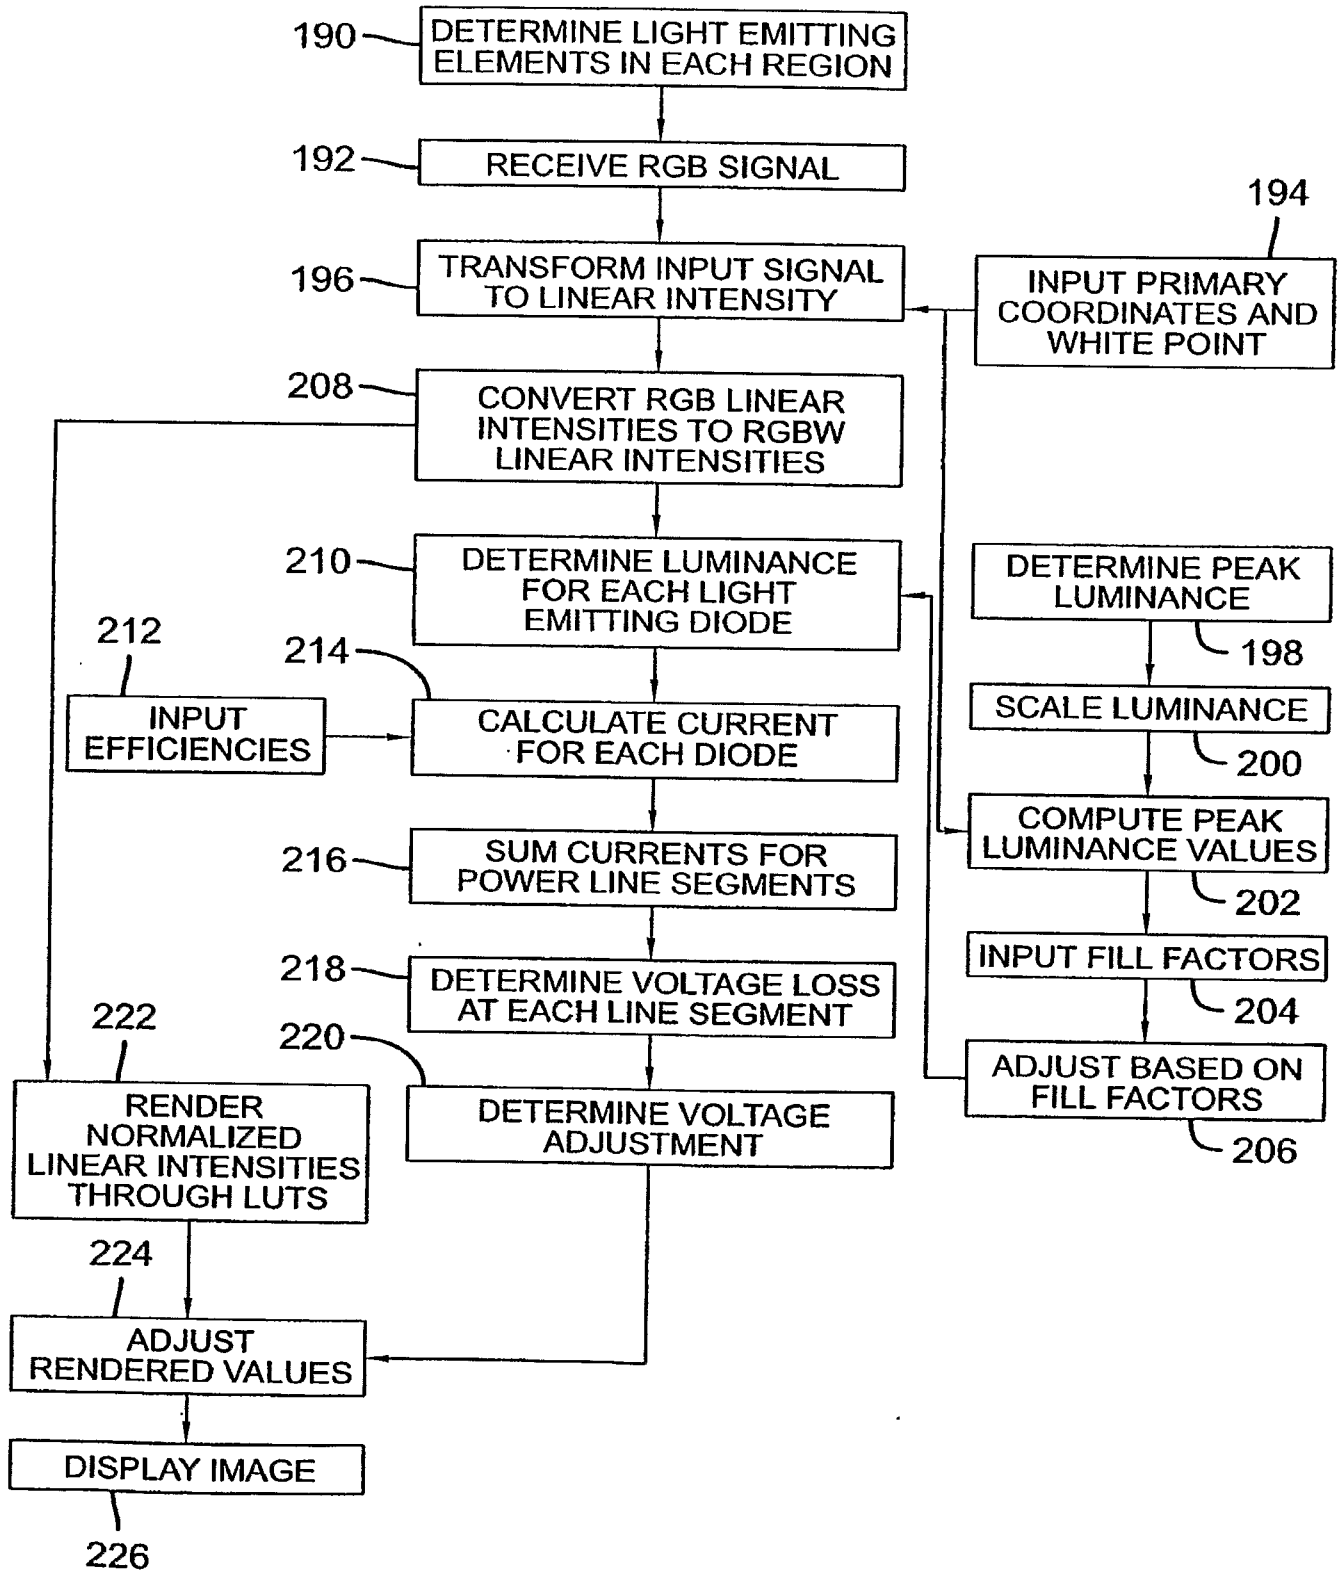 190
DETERMINE LIGHT EMITTING
ELEMENTS IN EACH REGION
192
RECEIVE RGB SIGNAL
194
196
TRANSFORM INPUT SIGNAL
TO LINEAR INTENSITY
INPUT PRIMARY
COORDINATES AND
WHITE POINT
208
CONVERT RGB LINEAR
INTENSITIES TO RGBW
LINEAR INTENSITIES
210
DETERMINE LUMINANCE
FOR EACH LIGHT
EMITTING DIODE
DETERMINE PEAK
LUMINANCE
198
212
INPUT
EFFICIENCIES
214
CALCULATE CURRENT
FOR EACH DIODE
SCALE LUMINANCE
200
216
SUM CURRENTS FOR
POWER LINE SEGMENTS
COMPUTE PEAK
LUMINANCE VALUES
202
218
DETERMINE VOLTAGE LOSS
AT EACH LINE SEGMENT
INPUT FILL FACTORS
204
220
DETERMINE VOLTAGE
ADJUSTMENT
ADJUST BASED ON
FILL FACTORS
206
222
RENDER
NORMALIZED
LINEAR INTENSITIES
THROUGH LUTS
224
ADJUST
RENDERED VALUES
DISPLAY IMAGE
226